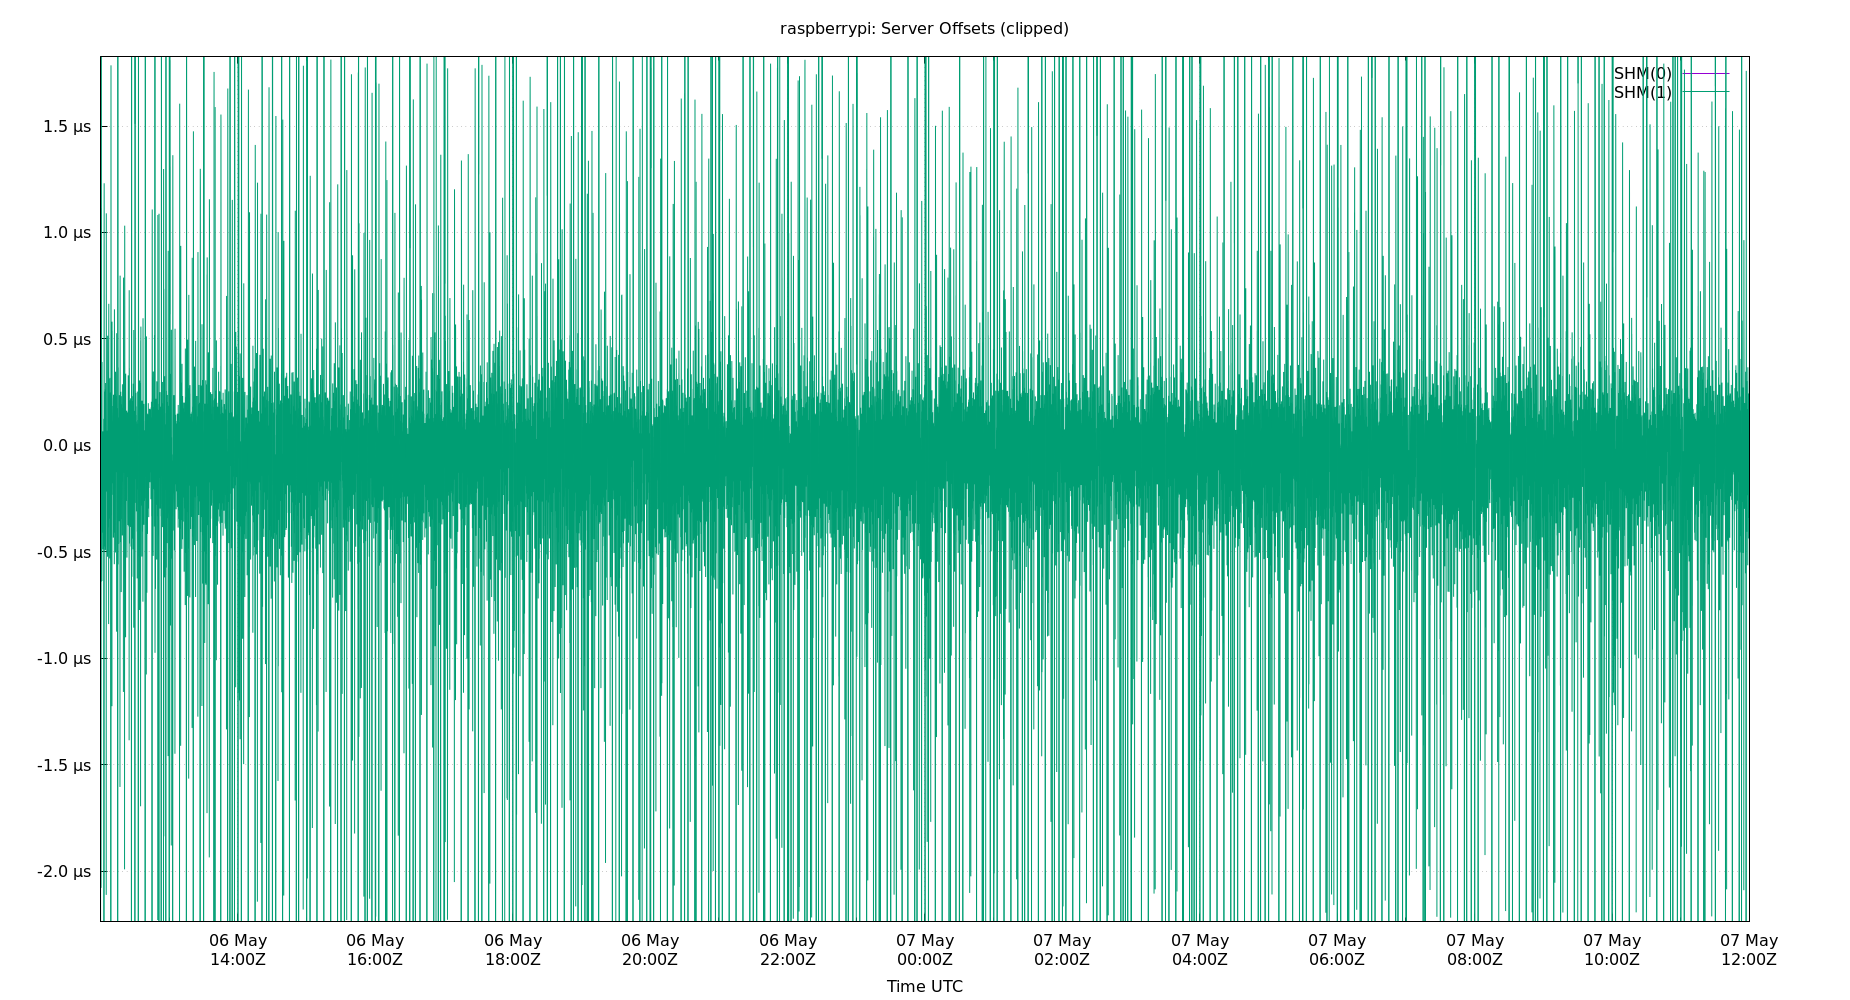 raspberrypi: Server Offsets (clipped)
SHM(0)
SHM(1)
1.5 µs
1.0 µs
0.5 µs
0.0 µs
-0.5 µs
-1.0 µs
-1.5 µs
-2.0 µs
06 May 06 May 06 May 06 May 06 May 07 May 07 May 07 May 07 May 07 May 07 May 07 May
14:00Z 16:00Z 18:00Z 20:00Z 22:00Z 00:00Z 02:00Z 04:00Z 06:00Z 08:00Z 10:00Z 12:00Z
Time UTC